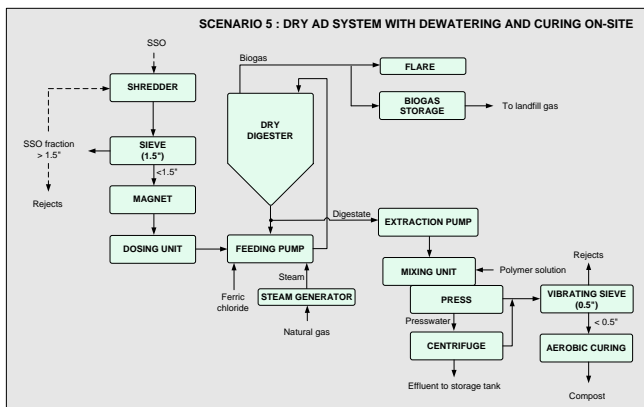 SCENARIO 5 : DRY AD SYSTEM WITH DEWATERING AND CURING ON-SITE
SSO
Biogas
FLARE
SHREDDER
BIOGAS
STORAGE
To landfill gas
DRY
DIGESTER
SSO fraction
> 1.5"
SIEVE
(1.5")
<1.5"
Rejects
MAGNET
Digestate
EXTRACTION PUMP
DOSING UNIT
FEEDING PUMP
Rejects
Steam
MIXING UNIT
Polymer solution
Ferric
chloride
STEAM GENERATOR
PRESS
VIBRATING SIEVE
(0.5")
Natural gas
Presswater
< 0.5"
CENTRIFUGE
AEROBIC CURING
Effluent to storage tank
Compost